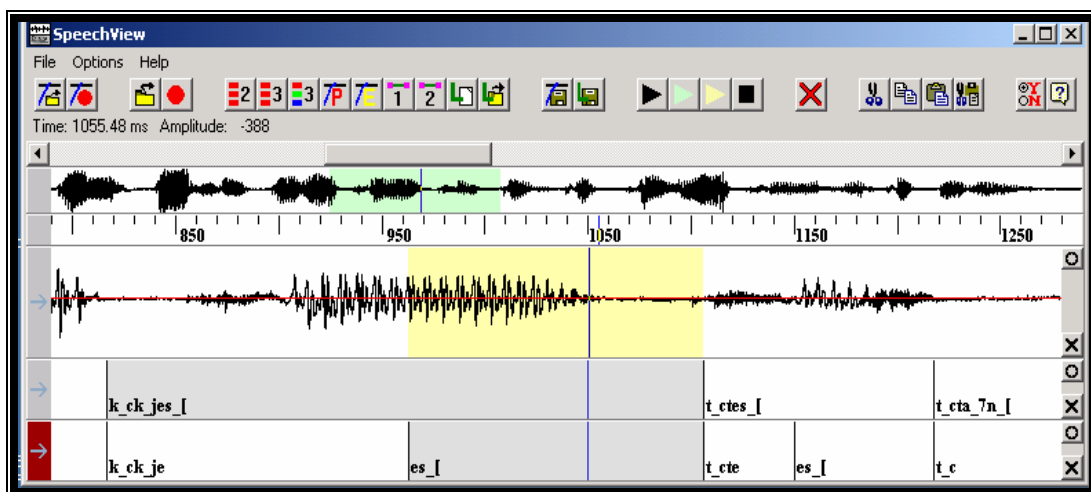 SpeechView
File Options Help
2 3 3 P E 1 2 ON ?
Time: 1055.48 ms Amplitude: -388
850 950 1050 1150 1250
k_ck_jes_[ t_ctes_[ t_cta_7n_[
k_ck_je es_[ t_cte es_[ t_c